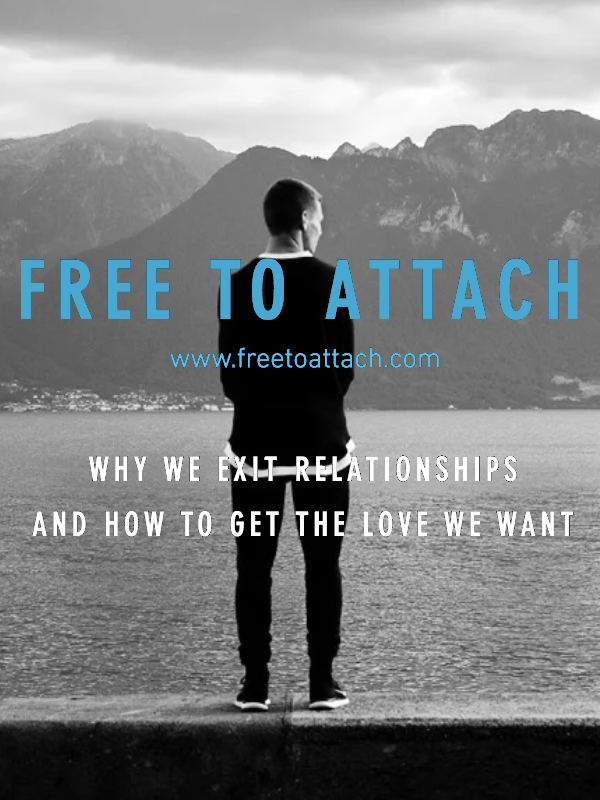 FREE TO ATTACH
www.freetoattach.com
WHY WE EXIT RELATIONSHIPS
AND HOW TO GET THE LOVE WE WANT